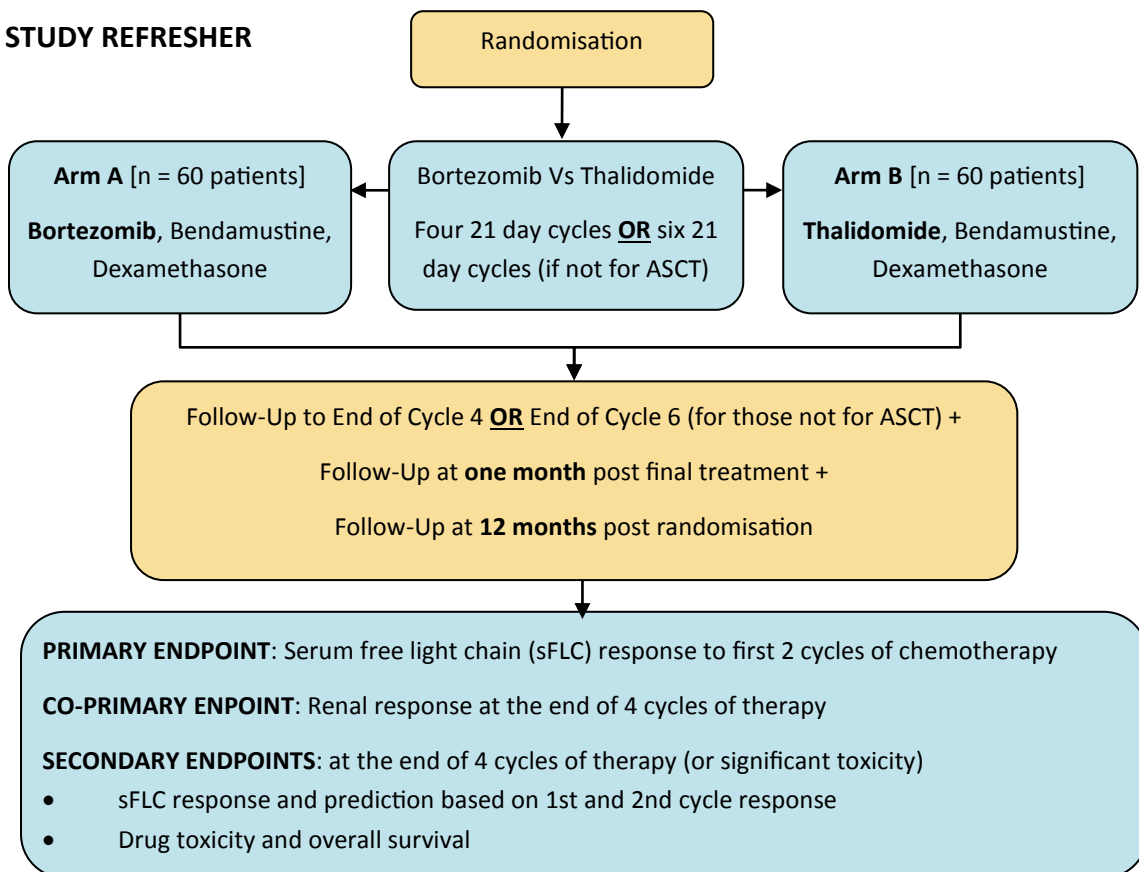 STUDY REFRESHER
Randomisation
Arm A [n = 60 patients]
Bortezomib, Bendamustine,
Dexamethasone
Bortezomib Vs Thalidomide
Four 21 day cycles OR six 21
day cycles (if not for ASCT)
Arm B [n = 60 patients]
Thalidomide, Bendamustine,
Dexamethasone
Follow-Up to End of Cycle 4 OR End of Cycle 6 (for those not for ASCT) +
Follow-Up at one month post final treatment +
Follow-Up at 12 months post randomisation
PRIMARY ENDPOINT: Serum free light chain (sFLC) response to first 2 cycles of chemotherapy
CO-PRIMARY ENPOINT: Renal response at the end of 4 cycles of therapy
SECONDARY ENDPOINTS: at the end of 4 cycles of therapy (or significant toxicity)
• sFLC response and prediction based on 1st and 2nd cycle response
• Drug toxicity and overall survival